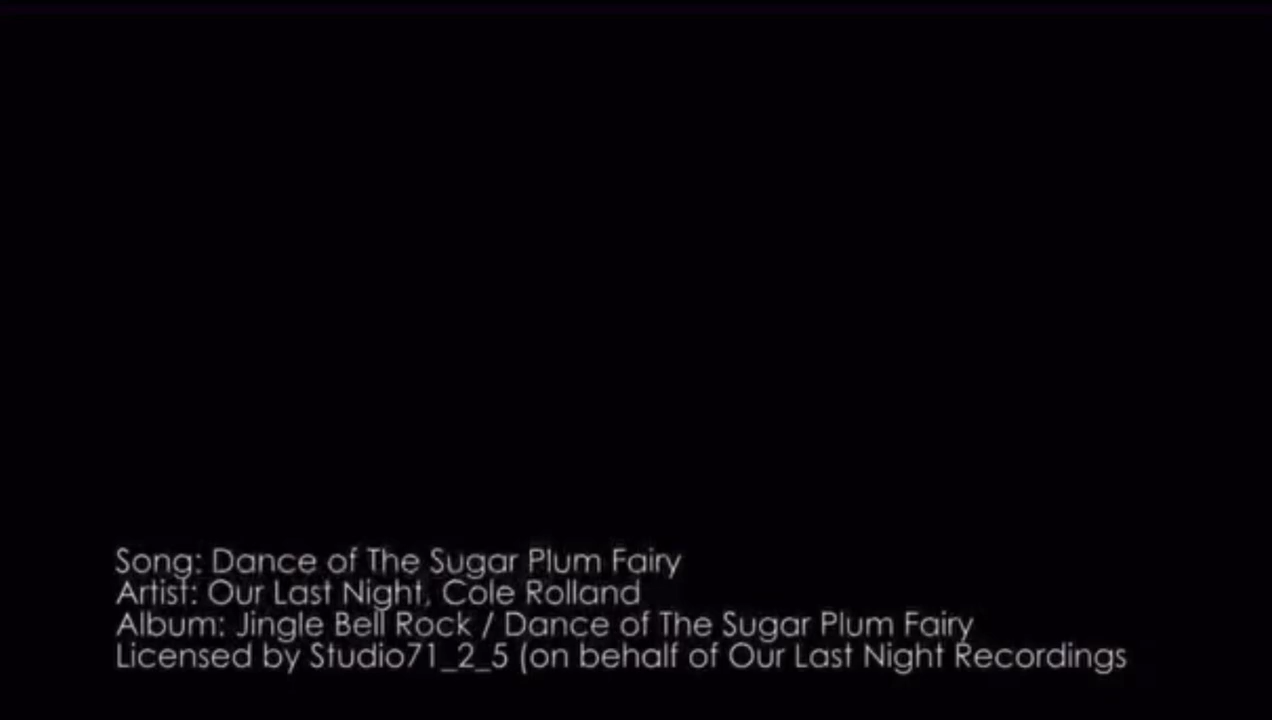 Song: Dance of The Sugar Plum Fairy
Artist: Our Last Night, Cole Rolland
Album: Jingle Bell Rock / Dance of The Sugar Plum Fairy
Licensed by Studio71_2_5 (on behalf of Our Last Night Recordings